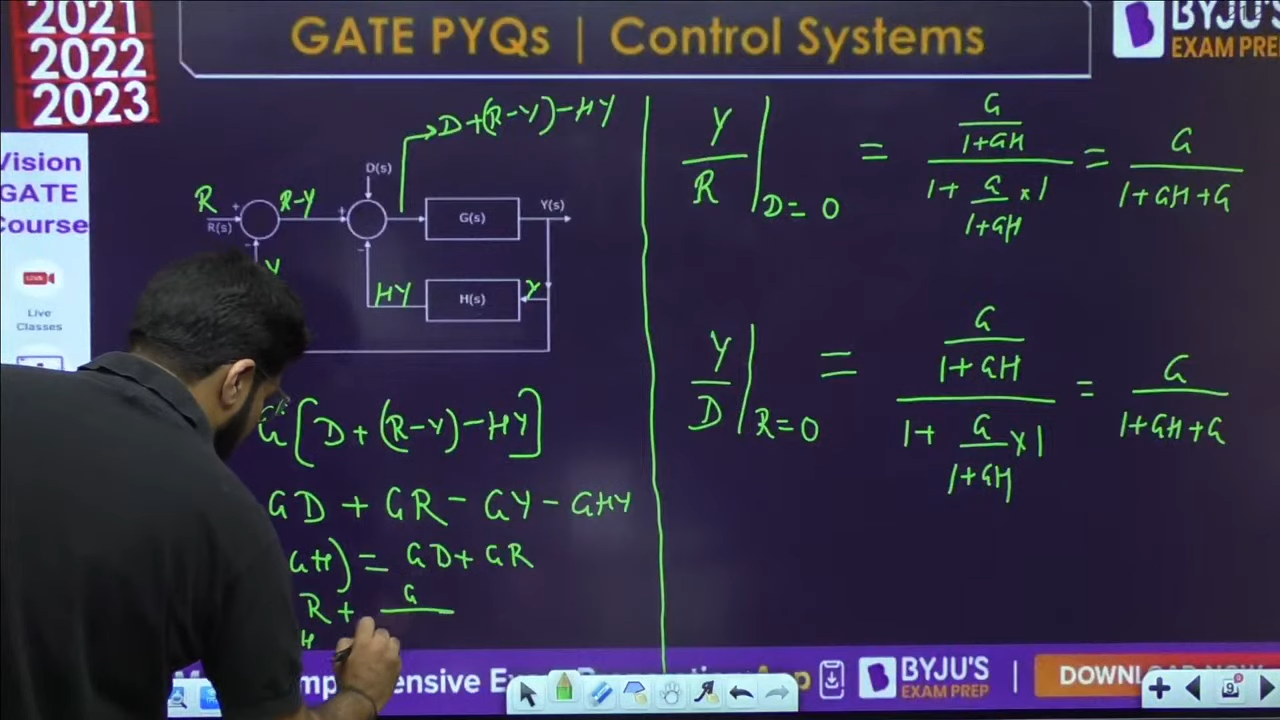 2021
2022
2023
GATE PYQs | Control Systems
BYJU'S
EXAM PREP
Vision
GATE
Course
LIVE
Live
Classes
D+(R-Y)-HY
D(s)
R
+
R-Y
+
R(s)
G(s)
Y(s)
-
Y
HY
H(s)
Y
G[D+(R-Y)-HY]
GD + GR - GY - GHY
GH) = GD + GR
R + G
H
Y/R |D=0 = (G/(1+GH))/(1+G/(1+GH)×1) = G/(1+GH+G)
Y/D |R=0 = (G/(1+GH))/(1+G/(1+GH)×1) = G/(1+GH+G)
BYJU'S
EXAM PREP
9